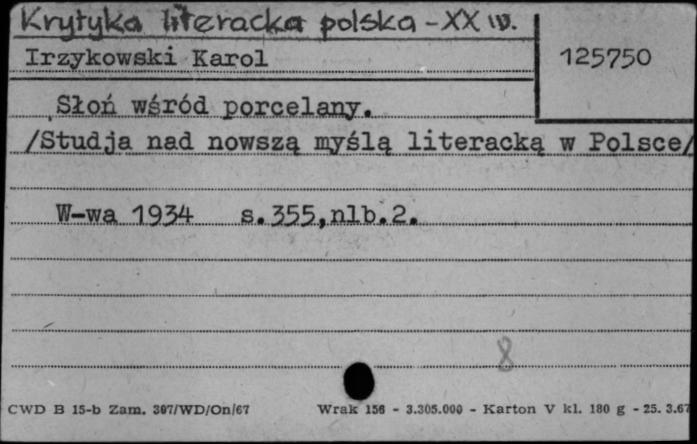 Krytyka literacka polska - XX w.
Irzykowski Karol
125750
Słoń wśród porcelany.
/Studja nad nowszą myślą literacką w Polsce/
W-wa 1934 s.355,nlb.2.
8
CWD B 15-b Zam. 307/WD/On/67 Wrak 156 - 3.305.000 - Karton V kl. 180 g - 25. 3.67